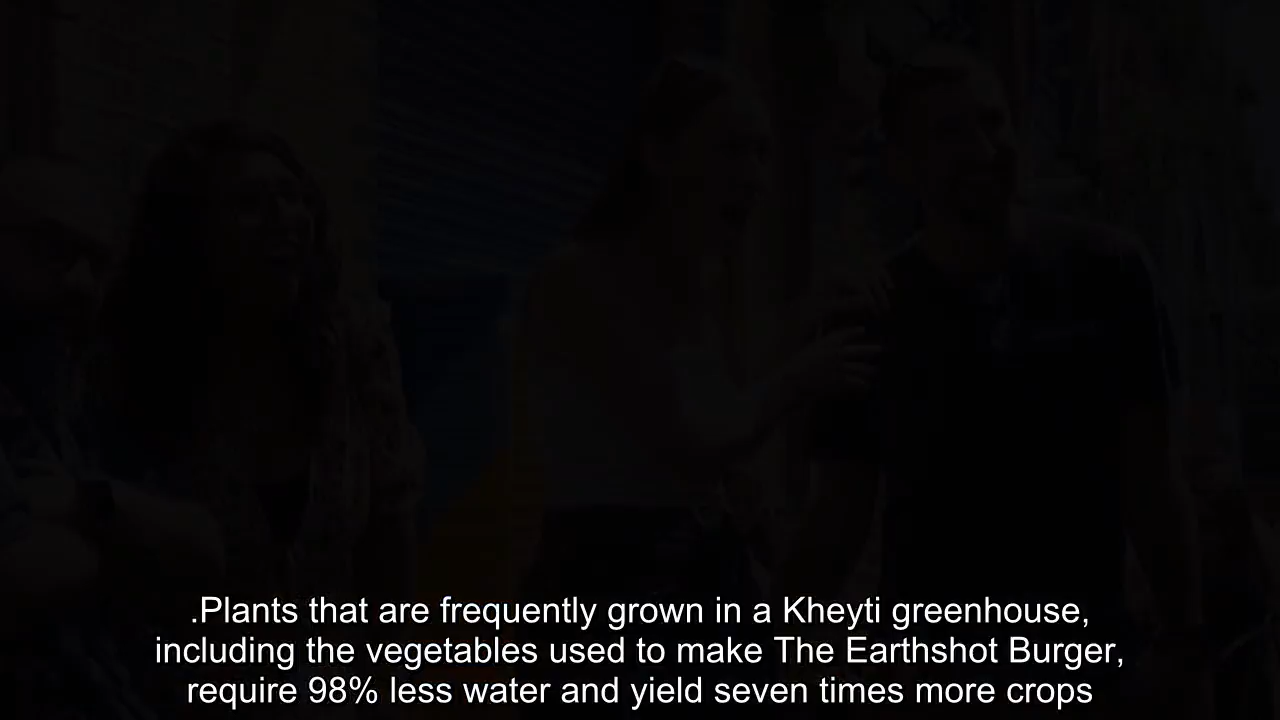 .Plants that are frequently grown in a Kheyti greenhouse,
including the vegetables used to make The Earthshot Burger,
require 98% less water and yield seven times more crops